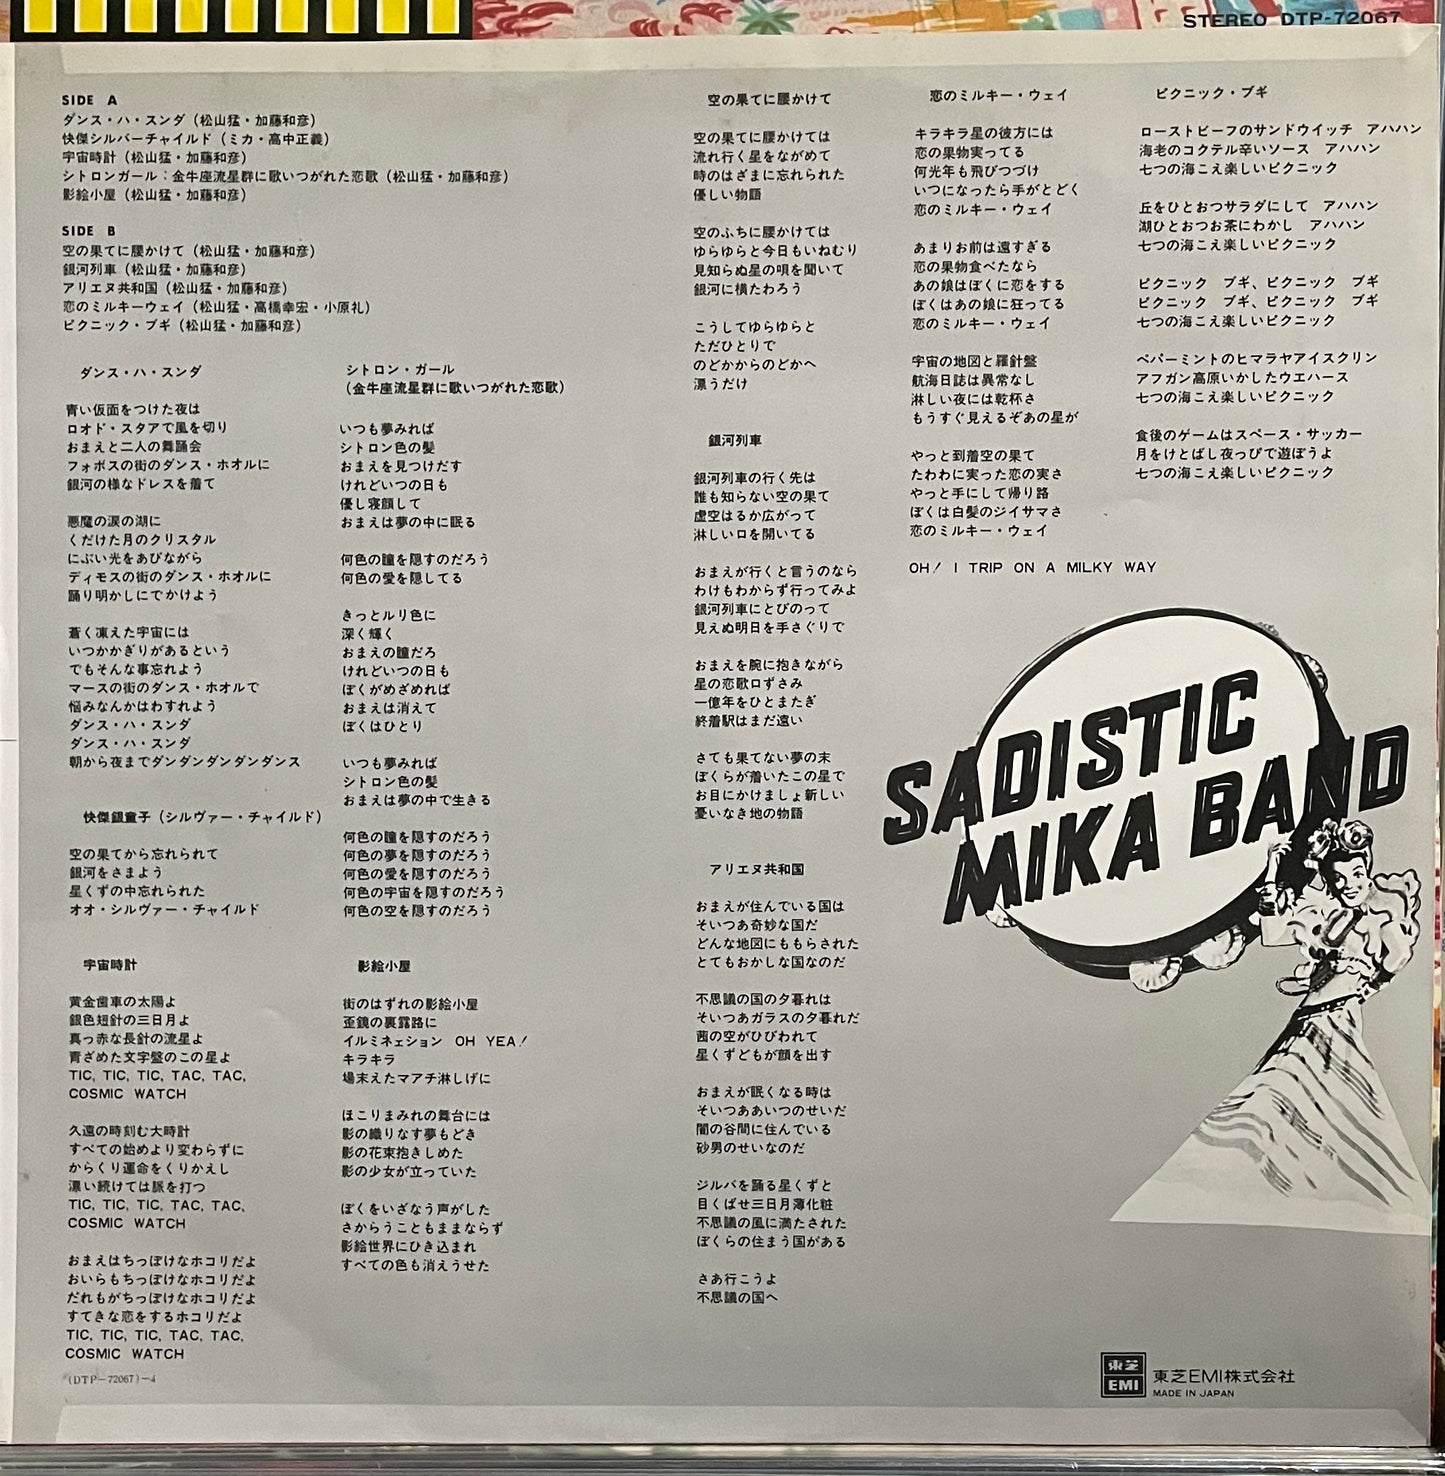 STEREO DTP-72067
SIDE A
ダンス・ハ・スンダ（松山猛・加藤和彦）
快傑シルバーチャイルド（ミカ・高中正義）
宇宙時計（松山猛・加藤和彦）
シトロンガール：金牛座流星群に歌いつがれた恋歌（松山猛・加藤和彦）
影絵小屋（松山猛・加藤和彦）
SIDE B
空の果てに腰かけて（松山猛・加藤和彦）
銀河列車（松山猛・加藤和彦）
アリエヌ共和国（松山猛・加藤和彦）
恋のミルキーウェイ（松山猛・高橋幸宏・小原礼）
ピクニック・ブギ（松山猛・加藤和彦）
ダンス・ハ・スンダ
青い仮面をつけた夜は
ロオド・スタアで風を切り
おまえと二人の舞踊会
フォボスの街のダンス・ホオルに
銀河の様なドレスを着て
悪魔の涙の湖に
くだけた月のクリスタル
にぶい光をあびながら
ディモスの街のダンス・ホオルに
踊り明かしにでかけよう
蒼く凍えた宇宙には
いつかかぎりがあるという
でもそんな事忘れよう
マースの街のダンス・ホオルで
悩みなんかはわすれよう
ダンス・ハ・スンダ
ダンス・ハ・スンダ
朝から夜までダンダンダンダンダンス
快傑銀童子（シルヴァー・チャイルド）
空の果てから忘れられて
銀河をさまよう
星くずの中忘れられた
オオ・シルヴァー・チャイルド
宇宙時計
黄金歯車の太陽よ
銀色短針の三日月よ
真っ赤な長針の流星よ
青ざめた文字盤のこの星よ
TIC, TIC, TIC, TAC, TAC,
COSMIC WATCH
久遠の時刻む大時計
すべての始めより変わらずに
からくり運命をくりかえし
漂い続けては脈を打つ
TIC, TIC, TIC, TAC, TAC,
COSMIC WATCH
おまえはちっぽけなホコリだよ
おいらもちっぽけなホコリだよ
だれもがちっぽけなホコリだよ
すてきな恋をするホコリだよ
TIC, TIC, TIC, TAC, TAC,
COSMIC WATCH
(DTP-72067)-4
シトロン・ガール
（金牛座流星群に歌いつがれた恋歌）
いつも夢みれば
シトロン色の髪
おまえを見つけだす
けれどいつの日も
優し寝顔して
おまえは夢の中に眠る
何色の瞳を隠すのだろう
何色の愛を隠してる
きっとルリ色に
深く輝く
おまえの瞳だろ
けれどいつの日も
ぼくがめざめれば
おまえは消えて
ぼくはひとり
いつも夢みれば
シトロン色の髪
おまえは夢の中で生きる
何色の瞳を隠すのだろう
何色の夢を隠すのだろう
何色の愛を隠すのだろう
何色の宇宙を隠すのだろう
何色の空を隠すのだろう
影絵小屋
街のはずれの影絵小屋
歪鏡の裏露路に
イルミネェション OH YEA!
キラキラ
場末えたマアチ淋しげに
ほこりまみれの舞台には
影の織りなす夢もどき
影の花束抱きしめた
影の少女が立っていた
ぼくをいざなう声がした
さからうこともままならず
影絵世界にひき込まれ
すべての色も消えうせた
空の果てに腰かけて
空の果てに腰かけては
流れ行く星をながめて
時のはざまに忘れられた
優しい物語
空のふちに腰かけては
ゆらゆらと今日もいねむり
見知らぬ星の唄を聞いて
銀河に横たわろう
こうしてゆらゆらと
ただひとりで
のどかからのどかへ
漂うだけ
銀河列車
銀河列車の行く先は
誰も知らない空の果て
虚空はるか広がって
淋しい口を開いてる
おまえが行くと言うのなら
わけもわからず行ってみよ
銀河列車にとびのって
見えぬ明日を手さぐりで
おまえを腕に抱きながら
星の恋歌口ずさみ
一億年をひとまたぎ
終着駅はまだ遠い
さても果てない夢の末
ぼくらが着いたこの星で
お目にかけましょ新しい
憂いなき地の物語
アリエヌ共和国
おまえが住んでいる国は
そいつあ奇妙な国だ
どんな地図にももらされた
とてもおかしな国なのだ
不思議の国の夕暮れは
そいつあガラスの夕暮れだ
茜の空がひびわれて
星くずどもが顔を出す
おまえが眠くなる時は
そいつああいつのせいだ
闇の谷間に住んでいる
砂男のせいなのだ
ジルバを踊る星くずと
目くばせ三日月薄化粧
不思議の風に満たされた
ぼくらの住まう国がある
さあ行こうよ
不思議の国へ
恋のミルキー・ウェイ
キラキラ星の彼方には
恋の果物実ってる
何光年も飛びつづけ
いつになったら手がとどく
恋のミルキー・ウェイ
あまりお前は遠すぎる
恋の果物食べたなら
あの娘はぼくに恋をする
ぼくはあの娘に狂ってる
恋のミルキー・ウェイ
宇宙の地図と羅針盤
航海日誌は異常なし
淋しい夜には乾杯さ
もうすぐ見えるぞあの星が
やっと到着空の果て
たわわに実った恋の実さ
やっと手にして帰り路
ぼくは白髪のジイサマさ
恋のミルキー・ウェイ
OH! I TRIP ON A MILKY WAY
ピクニック・ブギ
ローストビーフのサンドウイッチ アハハン
海老のコクテル辛いソース アハハン
七つの海こえ楽しいピクニック
丘をひとおつサラダにして アハハン
湖ひとおつお茶にわかし アハハン
七つの海こえ楽しいピクニック
ピクニック ブギ、ピクニック ブギ
ピクニック ブギ、ピクニック ブギ
七つの海こえ楽しいピクニック
ペパーミントのヒマラヤアイスクリン
アフガン高原いかしたウエハース
七つの海こえ楽しいピクニック
食後のゲームはスペース・サッカー
月をけとばし夜っぴで遊ぼうよ
七つの海こえ楽しいピクニック
SADISTIC
MIKA BAND
東芝
EMI
東芝EMI株式会社
MADE IN JAPAN